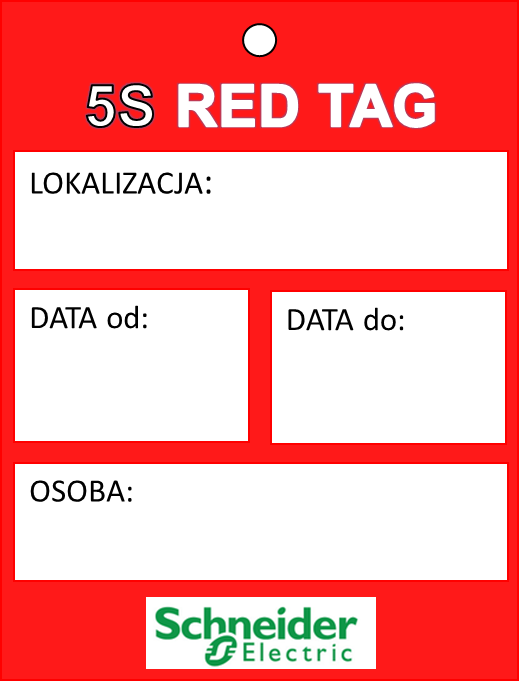 5S RED TAG
LOKALIZACJA:
DATA od:
DATA do:
OSOBA:
Schneider
Electric